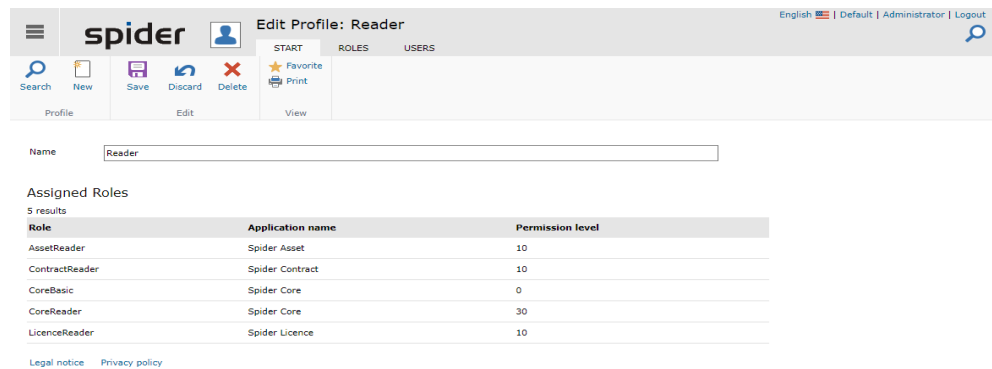 English | Default | Administrator | Logout
spider
Edit Profile: Reader
START ROLES USERS
Search New Save Discard Delete Favorite
Print
Profile Edit View
Name Reader
Assigned Roles
5 results
Role Application name Permission level
AssetReader Spider Asset 10
ContractReader Spider Contract 10
CoreBasic Spider Core 0
CoreReader Spider Core 30
LicenceReader Spider Licence 10
Legal notice Privacy policy